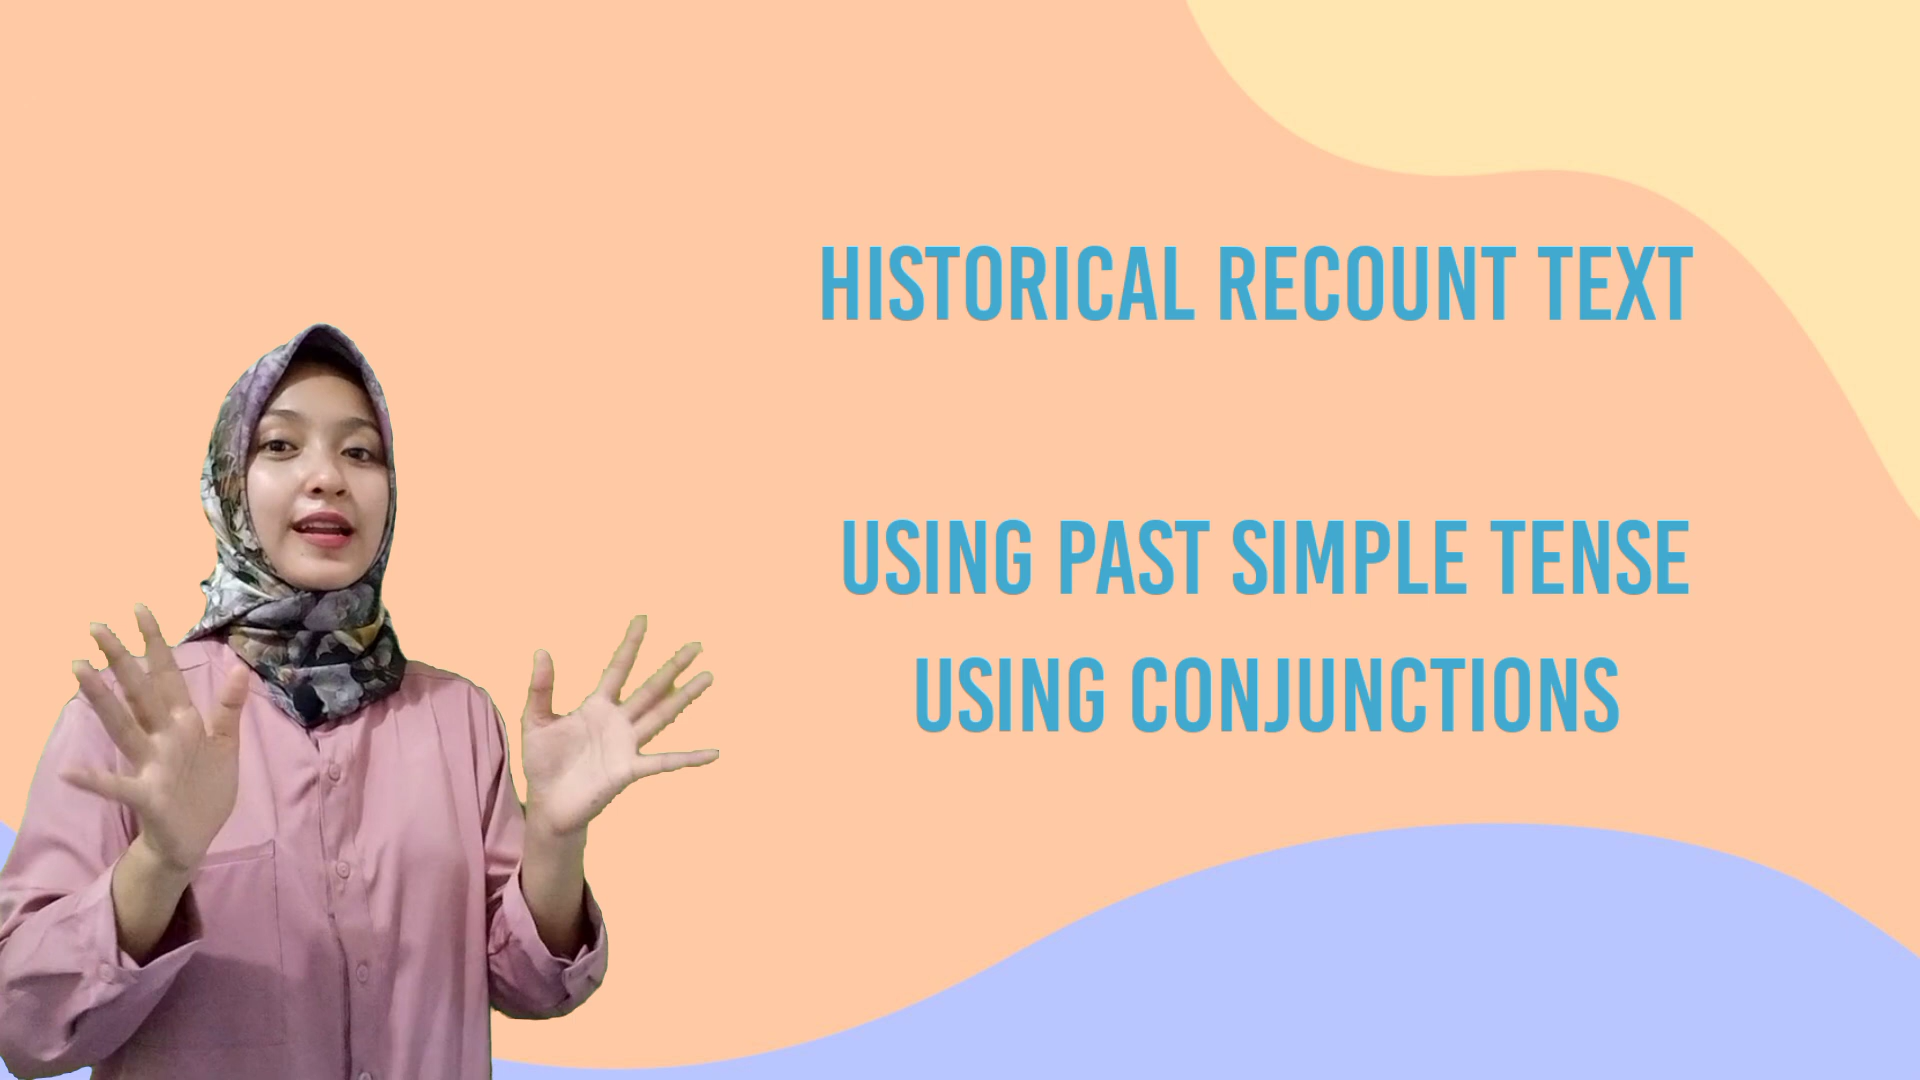 HISTORICAL RECOUNT TEXT
USING PAST SIMPLE TENSE
USING CONJUNCTIONS